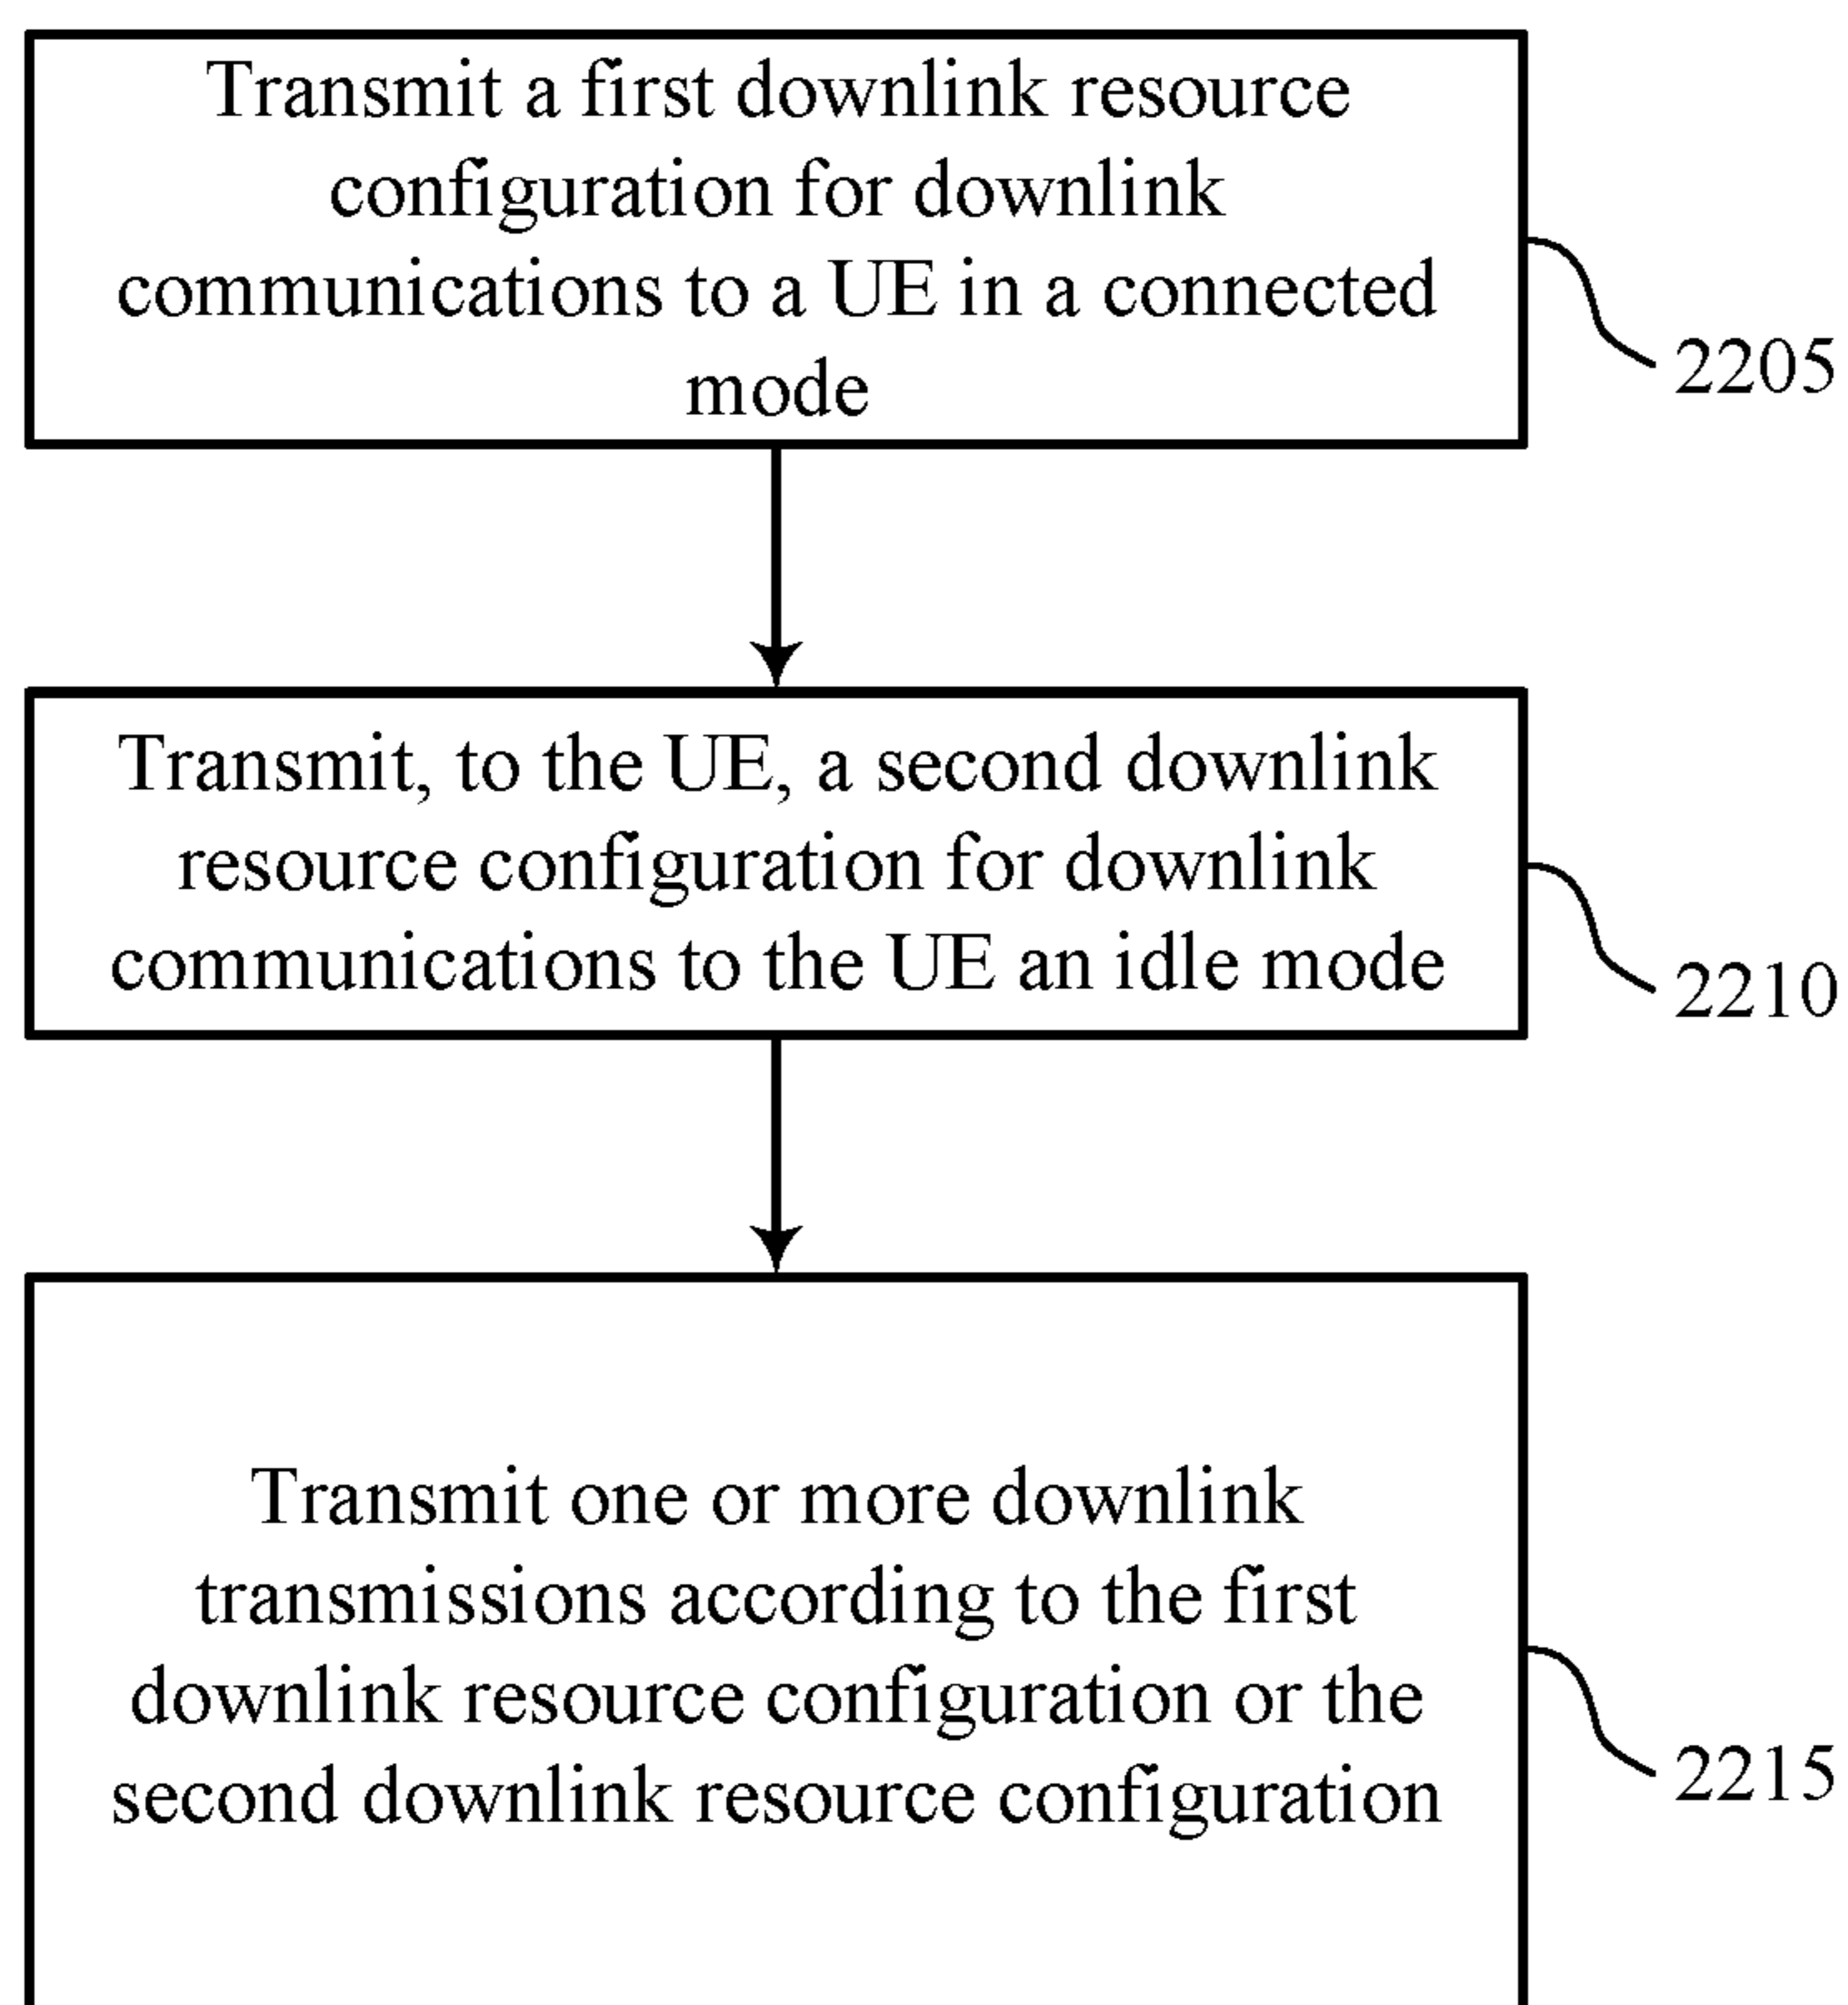 Transmit a first downlink resource
configuration for downlink
communications to a UE in a connected
mode
2205
Transmit, to the UE, a second downlink
resource configuration for downlink
communications to the UE an idle mode
2210
Transmit one or more downlink
transmissions according to the first
downlink resource configuration or the
second downlink resource configuration
2215